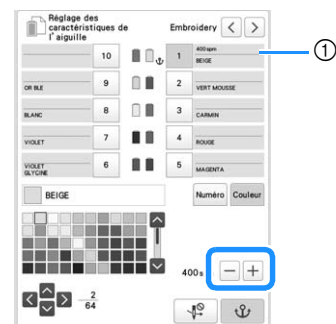 Réglage des
caractéristiques de
l'aiguille
Embroidery
10
1
400 spm
BEIGE
①
OR BLE
9
2
VERT MOUSSE
BLANC
8
3
CARMIN
VIOLET
7
4
ROUGE
VIOLET
GLYCINE
6
5
MAGENTA
BEIGE
Numéro
Couleur
400 s
- +
2
64